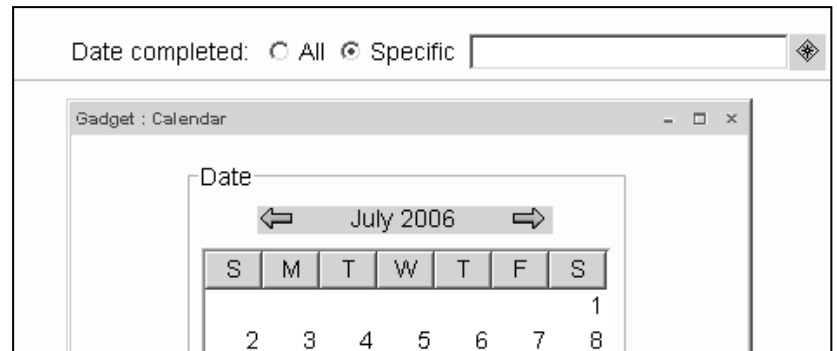 Date completed: All Specific
Gadget : Calendar
Date
July 2006
S M T W T F S
1
2 3 4 5 6 7 8